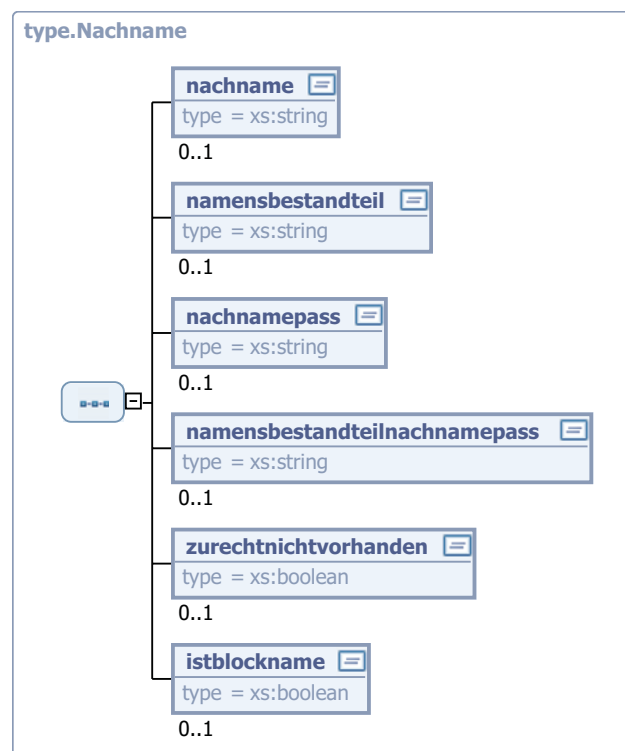 type.Nachname
nachname
type = xs:string
0..1
namensbestandteil
type = xs:string
0..1
nachnamepass
type = xs:string
0..1
namensbestandteilnachnamepass
type = xs:string
0..1
zurechtnichtvorhanden
type = xs:boolean
0..1
istblockname
type = xs:boolean
0..1